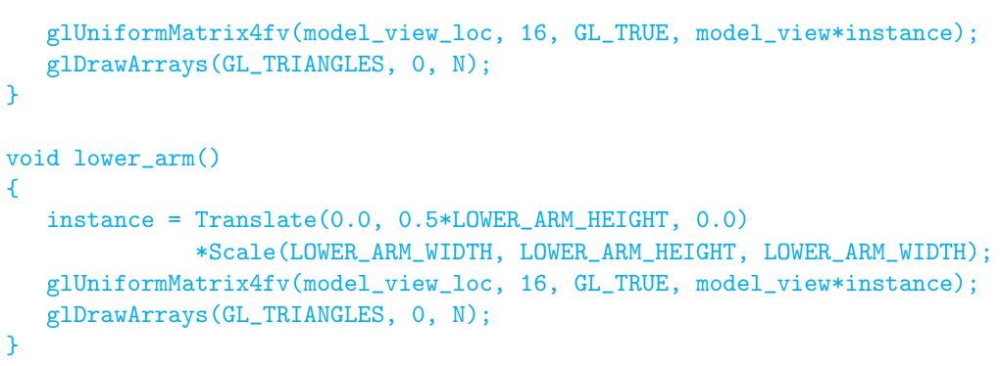 glUniformMatrix4fv(model_view_loc, 16, GL_TRUE, model_view*instance);
   glDrawArrays(GL_TRIANGLES, 0, N);
}

void lower_arm()
{
   instance = Translate(0.0, 0.5*LOWER_ARM_HEIGHT, 0.0)
              *Scale(LOWER_ARM_WIDTH, LOWER_ARM_HEIGHT, LOWER_ARM_WIDTH);
   glUniformMatrix4fv(model_view_loc, 16, GL_TRUE, model_view*instance);
   glDrawArrays(GL_TRIANGLES, 0, N);
}